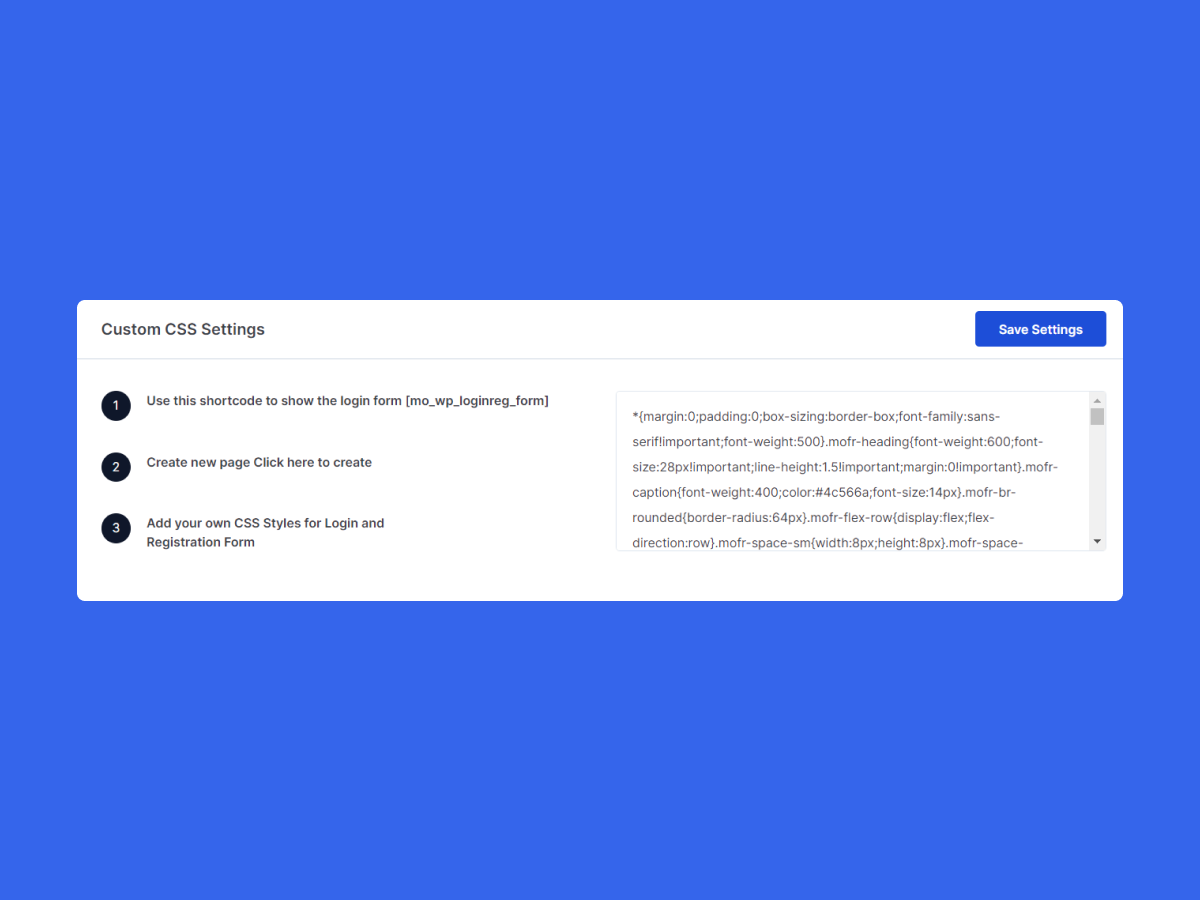 Custom CSS Settings
Save Settings
1
Use this shortcode to show the login form [mo_wp_loginreg_form]
2
Create new page Click here to create
3
Add your own CSS Styles for Login and
Registration Form
*{margin:0;padding:0;box-sizing:border-box;font-family:sans-
serif!important;font-weight:500}.mofr-heading{font-weight:600;font-
size:28px!important;line-height:1.5!important;margin:0!important}.mofr-
caption{font-weight:400;color:#4c566a;font-size:14px}.mofr-br-
rounded{border-radius:64px}.mofr-flex-row{display:flex;flex-
direction:row}.mofr-space-sm{width:8px;height:8px}.mofr-space-